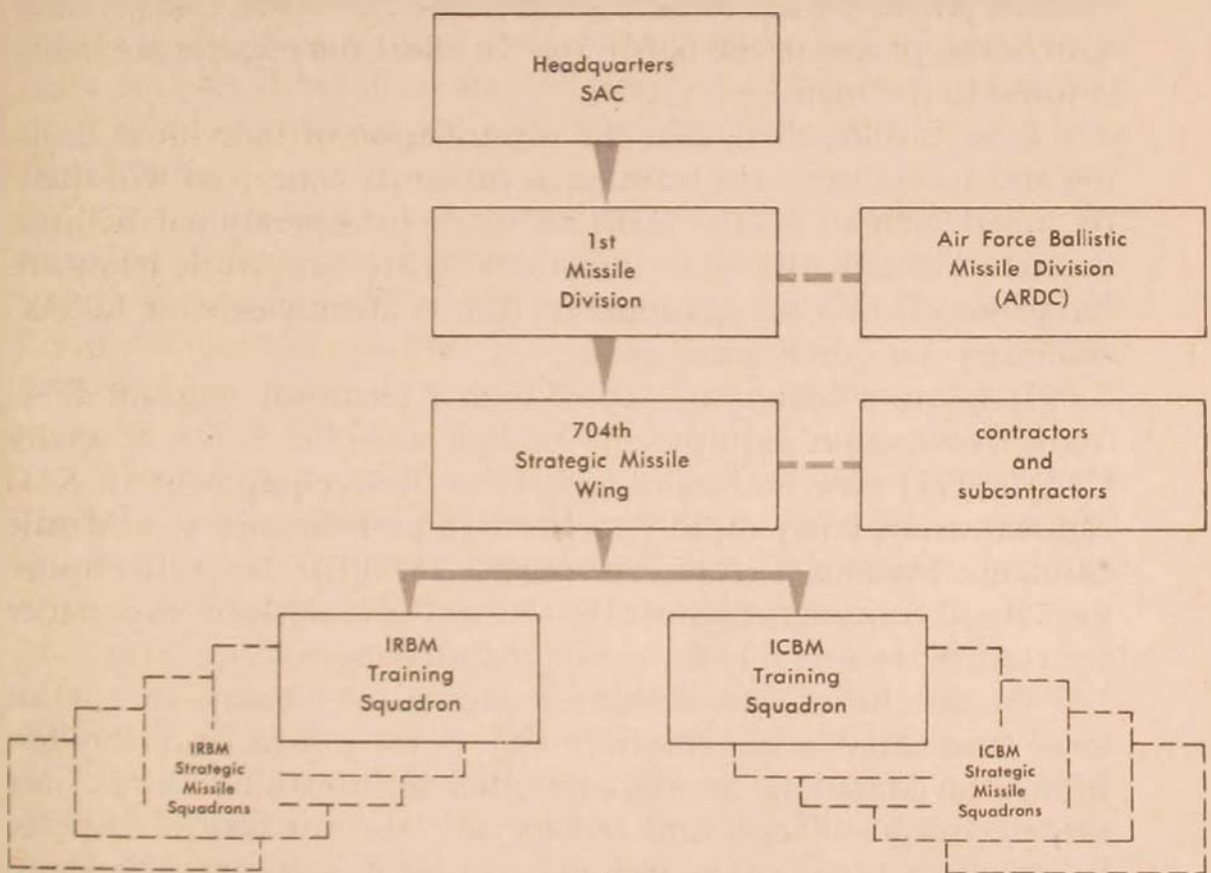 Headquarters
SAC
1st
Missile
Division
Air Force Ballistic
Missile Division
(ARDC)
704th
Strategic Missile
Wing
contractors
and
subcontractors
IRBM
Training
Squadron
ICBM
Training
Squadron
IRBM
Strategic
Missile
Squadrons
ICBM
Strategic
Missile
Squadrons